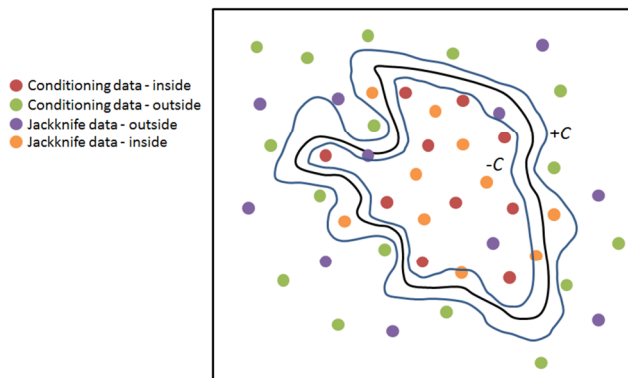 Conditioning data - inside
Conditioning data - outside
Jackknife data - outside
Jackknife data - inside
+C
-C